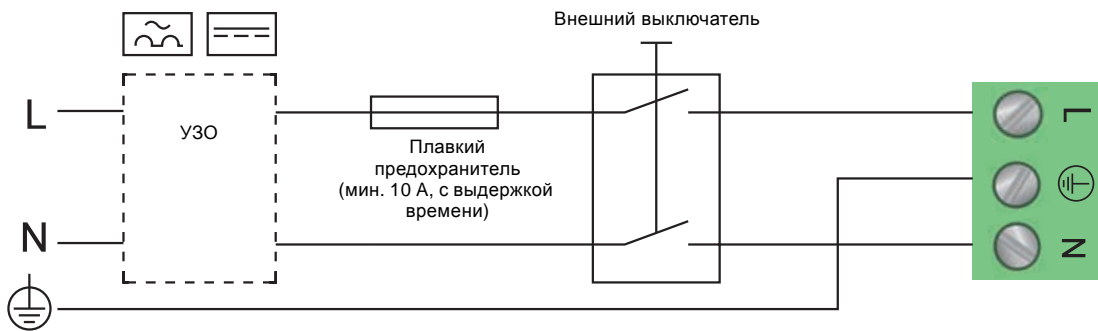 Внешний выключатель
L
УЗО
Плавкий
предохранитель
(мин. 10 А, с выдержкой
времени)
N
L
N